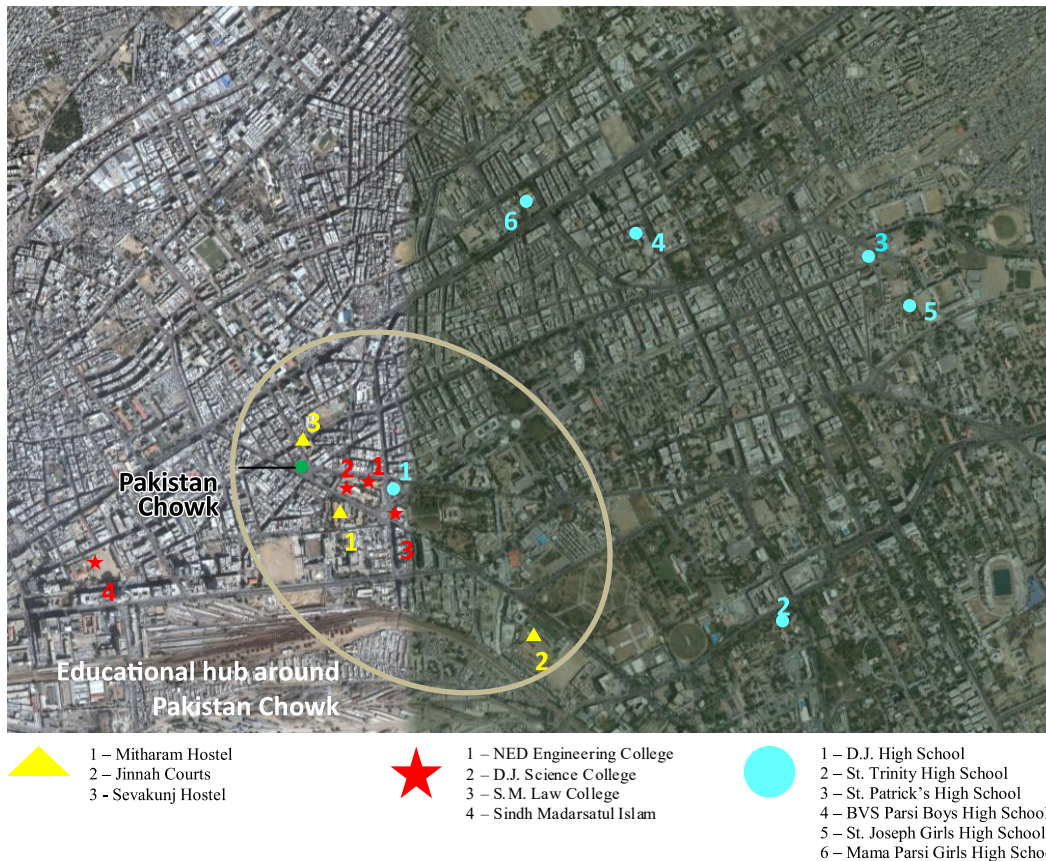 6
4
3
5
3
2
1
1
Pakistan
Chowk
1
3
4
2
2
Educational hub around
Pakistan Chowk
1 – Mitharam Hostel
2 – Jinnah Courts
3 - Sevakunj Hostel
1 – NED Engineering College
2 – D.J. Science College
3 – S.M. Law College
4 – Sindh Madarsatul Islam
1 – D.J. High School
2 – St. Trinity High School
3 – St. Patrick's High School
4 – BVS Parsi Boys High School
5 – St. Joseph Girls High School
6 – Mama Parsi Girls High